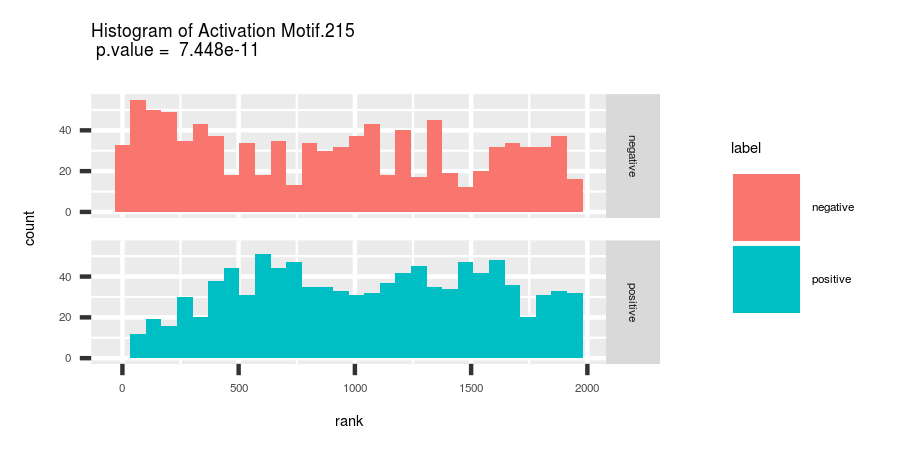 Histogram of Activation Motif.215
p.value = 7.448e-11
count
40
20
0
negative
40
20
0
positive
0
500
1000
1500
2000
rank
label
negative
positive